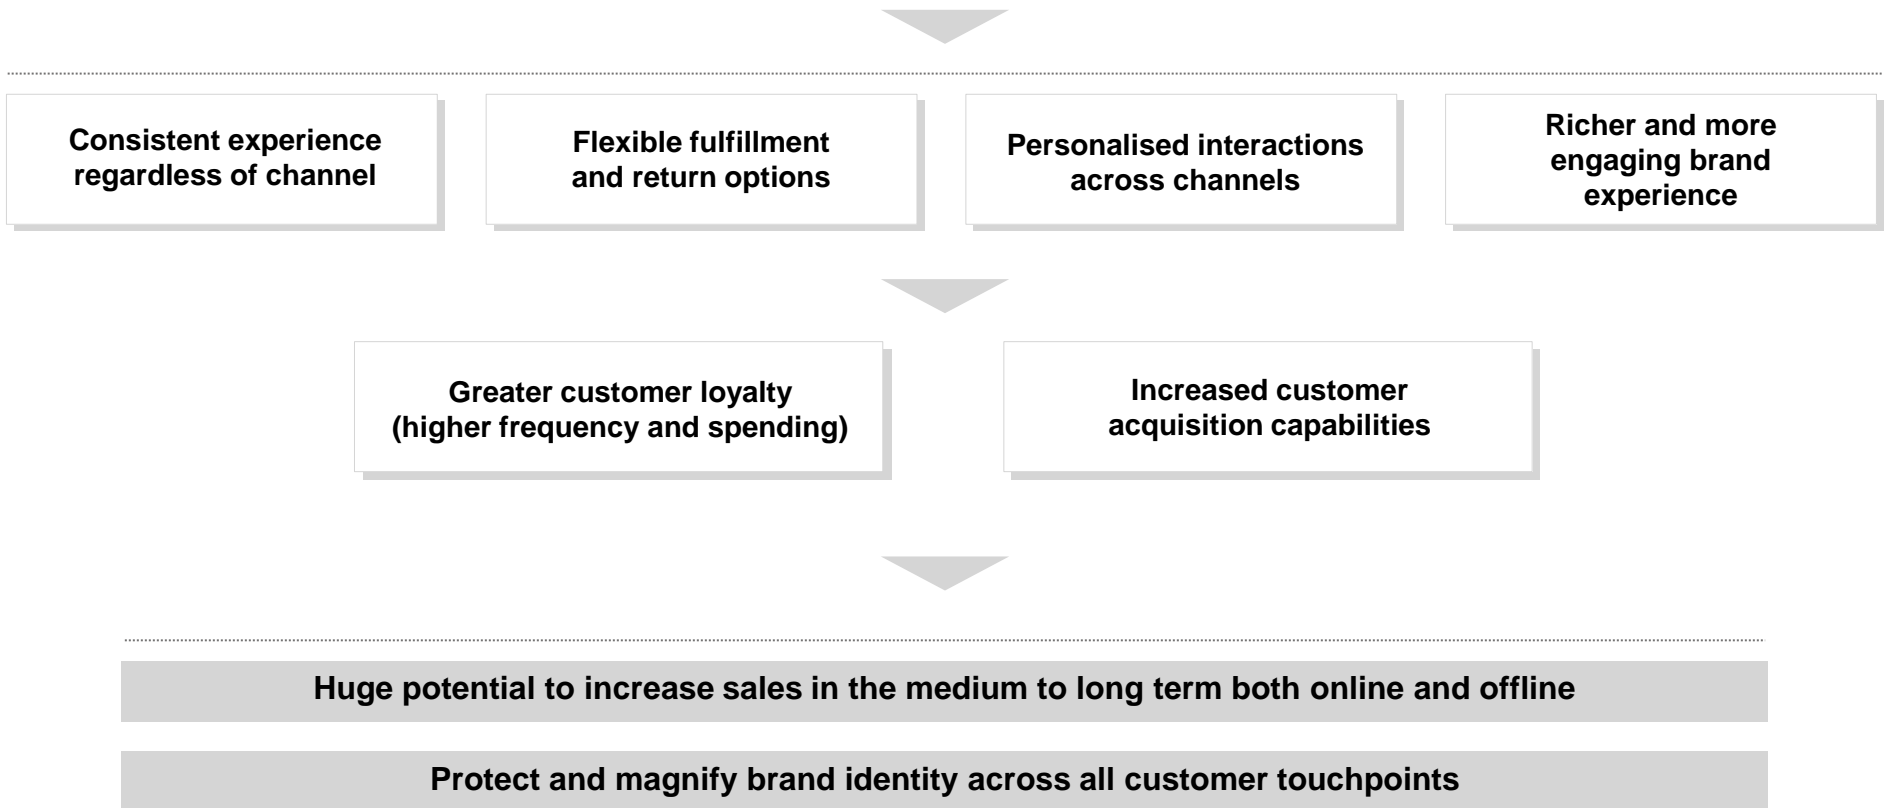 Consistent experience
regardless of channel
Flexible fulfillment
and return options
Personalised interactions
across channels
Richer and more
engaging brand
experience
Greater customer loyalty
(higher frequency and spending)
Increased customer
acquisition capabilities
Huge potential to increase sales in the medium to long term both online and offline
Protect and magnify brand identity across all customer touchpoints